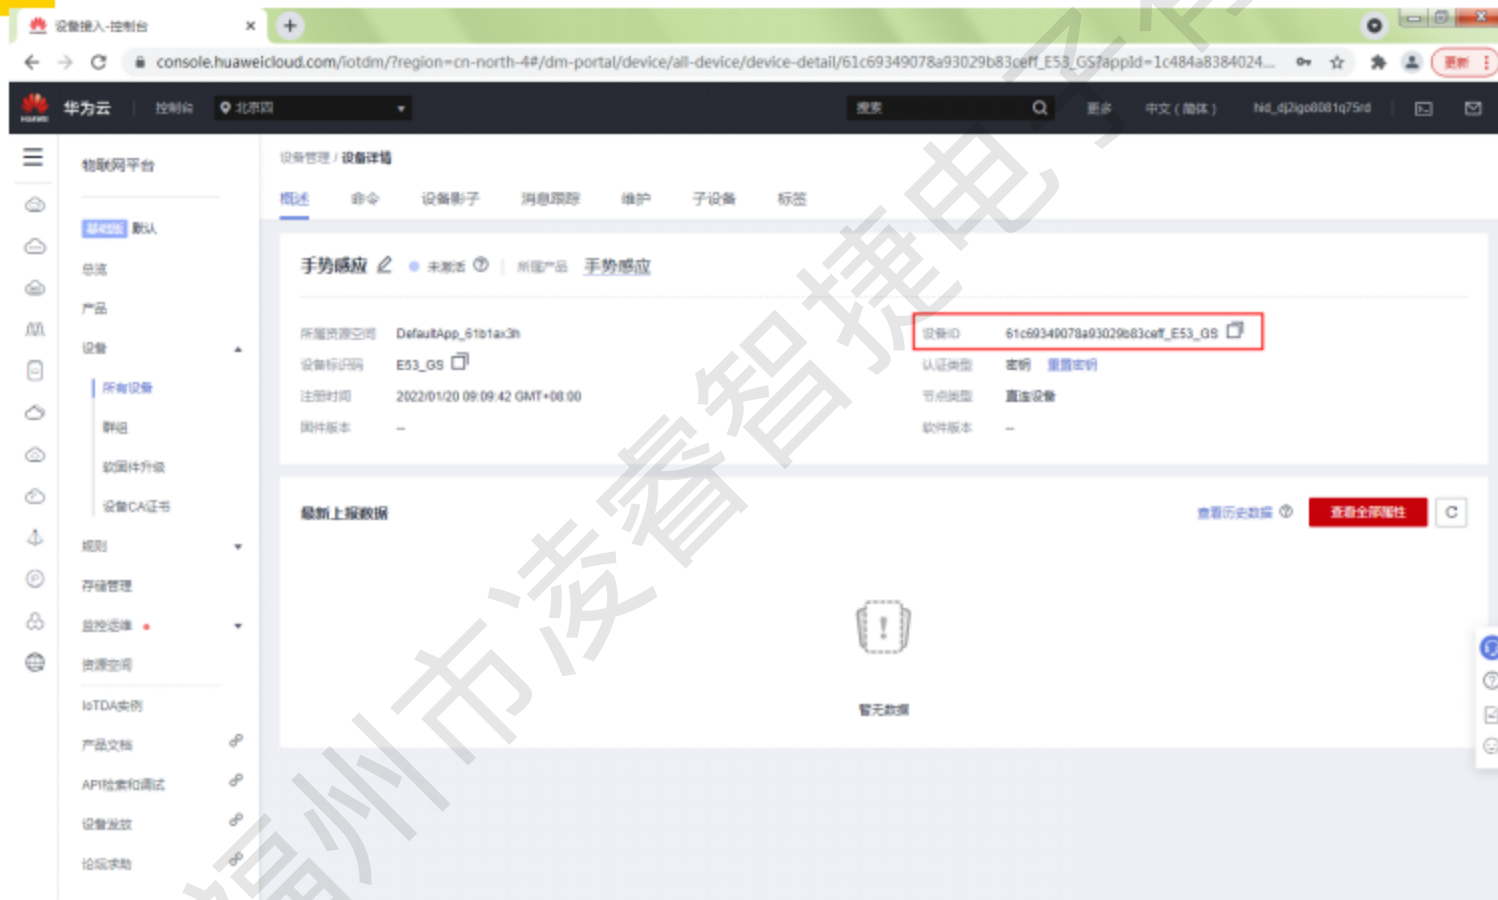 设备接入-控制台
console.huaweicloud.com/iotdm/?region=cn-north-4#/dm-portal/device/all-device/device-detail/61c69349078a93029b83ceff_E53_GS?appId=1c484a8384024...
更新
HUAWEI 华为云 控制台 北京四 搜索 更多 中文（简体） hid_dj2igo8081q75rd
物联网平台
基础版 默认
总览
产品
设备
所有设备
群组
软固件升级
设备CA证书
规则
存储管理
监控运维
资源空间
IoTDA实例
产品文档
API检索和调试
设备发放
论坛求助
设备管理 / 设备详情
概述 命令 设备影子 消息跟踪 维护 子设备 标签
手势感应 未激活 所属产品 手势感应
所属资源空间 DefaultApp_61b1ax3h
设备ID 61c69349078a93029b83ceff_E53_GS
设备标识码 E53_GS
认证类型 密钥 重置密钥
注册时间 2022/01/20 09:09:42 GMT+08:00
节点类型 直连设备
固件版本 --
软件版本 --
最新上报数据 查看历史数据 查看全部属性
暂无数据
福州市凌睿智捷电子有